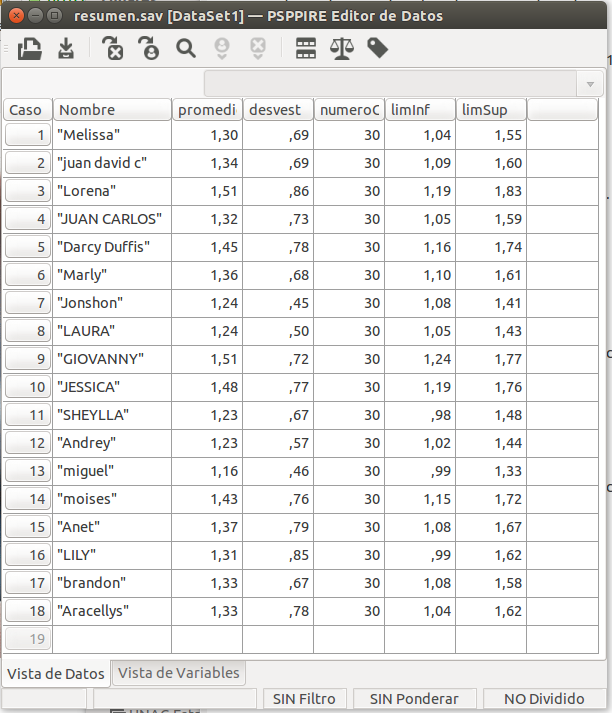 resumen.sav [DataSet1] — PSPPIRE Editor de Datos
Caso Nombre promedi desvest numeroC limInf limSup
1 "Melissa" 1,30 ,69 30 1,04 1,55
2 "juan david c" 1,34 ,69 30 1,09 1,60
3 "Lorena" 1,51 ,86 30 1,19 1,83
4 "JUAN CARLOS" 1,32 ,73 30 1,05 1,59
5 "Darcy Duffis" 1,45 ,78 30 1,16 1,74
6 "Marly" 1,36 ,68 30 1,10 1,61
7 "Jonshon" 1,24 ,45 30 1,08 1,41
8 "LAURA" 1,24 ,50 30 1,05 1,43
9 "GIOVANNY" 1,51 ,72 30 1,24 1,77
10 "JESSICA" 1,48 ,77 30 1,19 1,76
11 "SHEYLLA" 1,23 ,67 30 ,98 1,48
12 "Andrey" 1,23 ,57 30 1,02 1,44
13 "miguel" 1,16 ,46 30 ,99 1,33
14 "moises" 1,43 ,76 30 1,15 1,72
15 "Anet" 1,37 ,79 30 1,08 1,67
16 "LILY" 1,31 ,85 30 ,99 1,62
17 "brandon" 1,33 ,67 30 1,08 1,58
18 "Aracellys" 1,33 ,78 30 1,04 1,62
19
Vista de Datos Vista de Variables
SIN Filtro SIN Ponderar NO Dividido